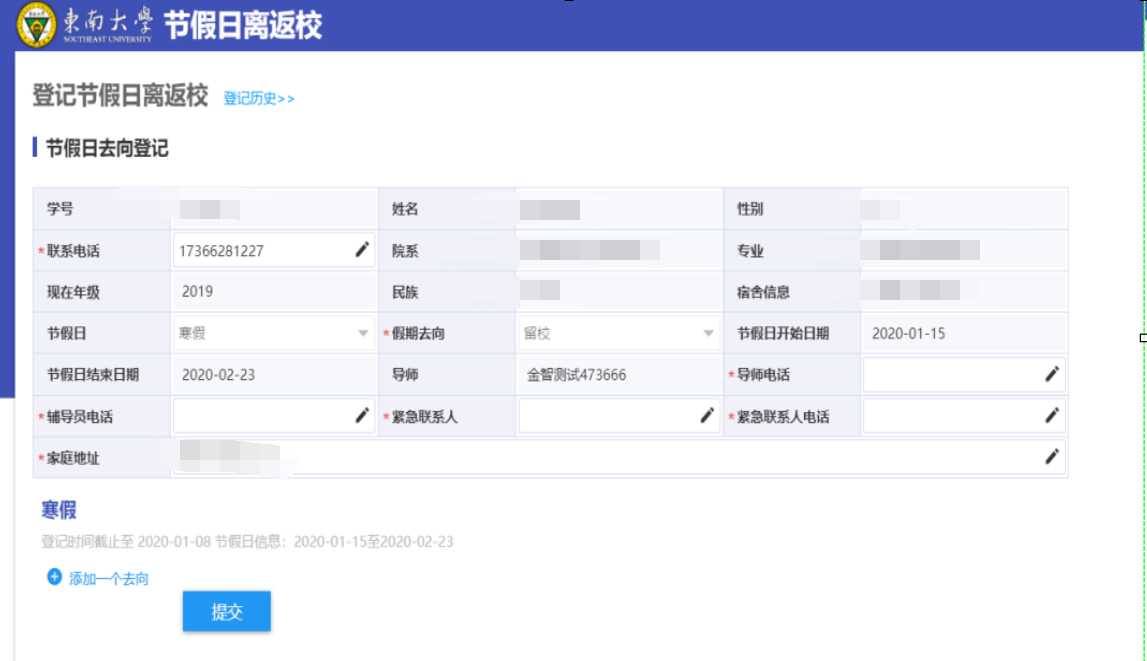 東南大學 节假日离返校
SOUTHEAST UNIVERSITY
登记节假日离返校 登记历史>>
节假日去向登记
学号 姓名 性别
*联系电话 17366281227 院系 专业
现在年级 2019 民族 宿舍信息
节假日 寒假 *假期去向 留校 节假日开始日期 2020-01-15
节假日结束日期 2020-02-23 导师 金智测试473666 *导师电话
*辅导员电话 *紧急联系人 *紧急联系人电话
*家庭地址
寒假
登记时间截止至 2020-01-08 节假日信息：2020-01-15至2020-02-23
添加一个去向
提交